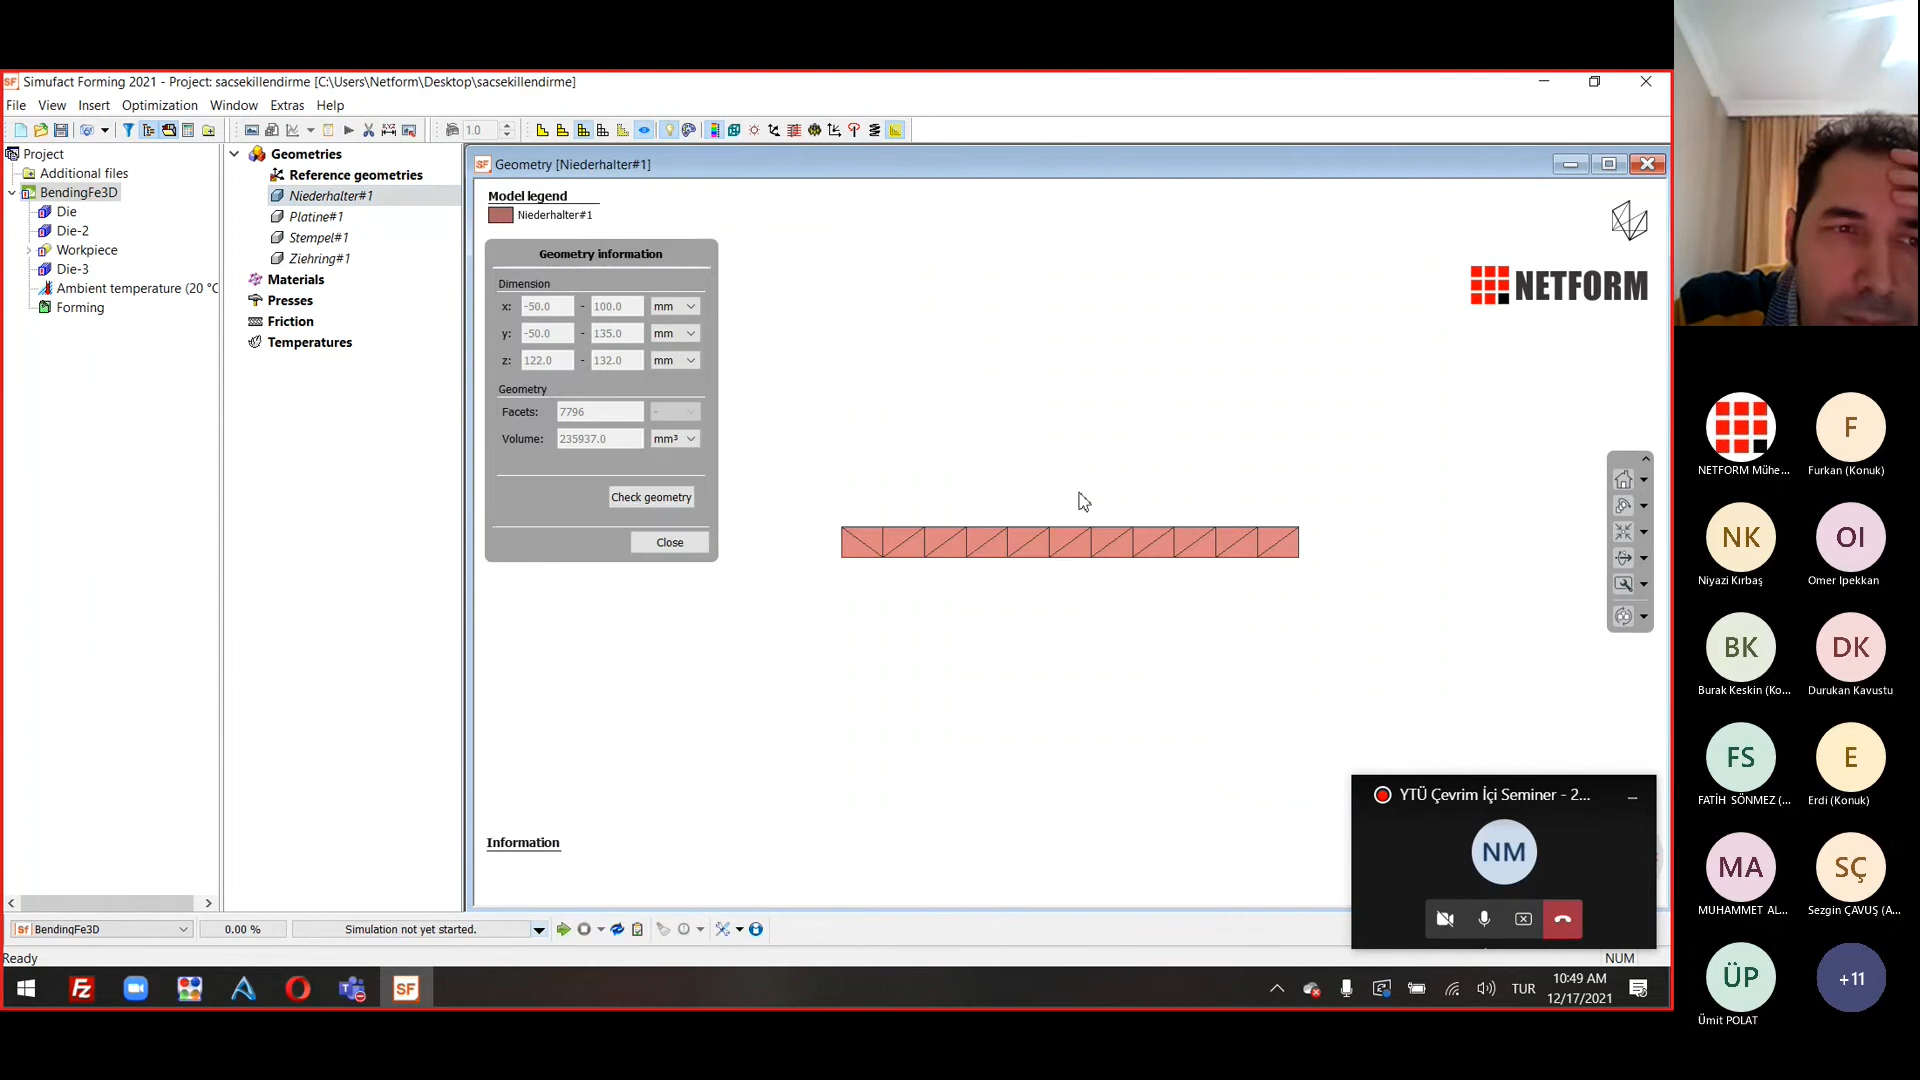 Simufact Forming 2021 - Project: sacsekillendirme [C:\Users\Netform\Desktop\sacsekillendirme]
File View Insert Optimization Window Extras Help
1.0
Project
Additional files
BendingFe3D
Die
Die-2
Workpiece
Die-3
Ambient temperature (20 °C
Forming
Geometries
Reference geometries
Niederhalter#1
Platine#1
Stempel#1
Ziehring#1
Materials
Presses
Friction
Temperatures
SF Geometry [Niederhalter#1]
Model legend
Niederhalter#1
Geometry information
Dimension
x: -50.0 - 100.0 mm
y: -50.0 - 135.0 mm
z: 122.0 - 132.0 mm
Geometry
Facets: 7796 -
Volume: 235937.0 mm³
Check geometry
Close
NETFORM
Information
YTÜ Çevrim İçi Seminer - 2...
NM
SF BendingFe3D 0.00 % Simulation not yet started.
Ready
NUM
SF
TUR
10:49 AM
12/17/2021
NETFORM Mühe...
F
Furkan (Konuk)
NK
Niyazi Kırbaş
OI
Omer Ipekkan
BK
Burak Keskin (Ko...
DK
Durukan Kavustu
FS
FATİH SÖNMEZ (...
E
Erdi (Konuk)
MA
MUHAMMET AL...
SÇ
Sezgin ÇAVUŞ (A...
ÜP
Ümit POLAT
+11